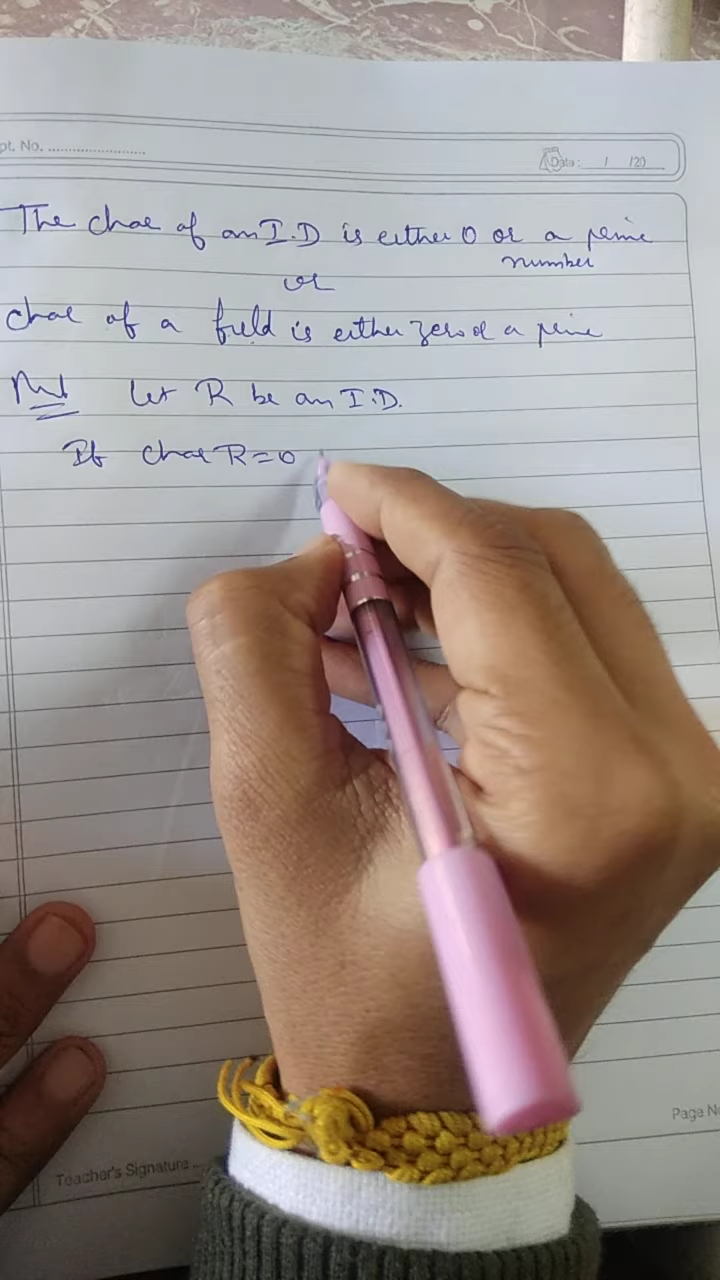 pt. No. ........................
Date : / /20
The char of an I.D is either 0 or a prime
number
or
char of a field is either zero or a prime
let R be an I.D.
If char R = 0
Page No
Teacher's Signature ..